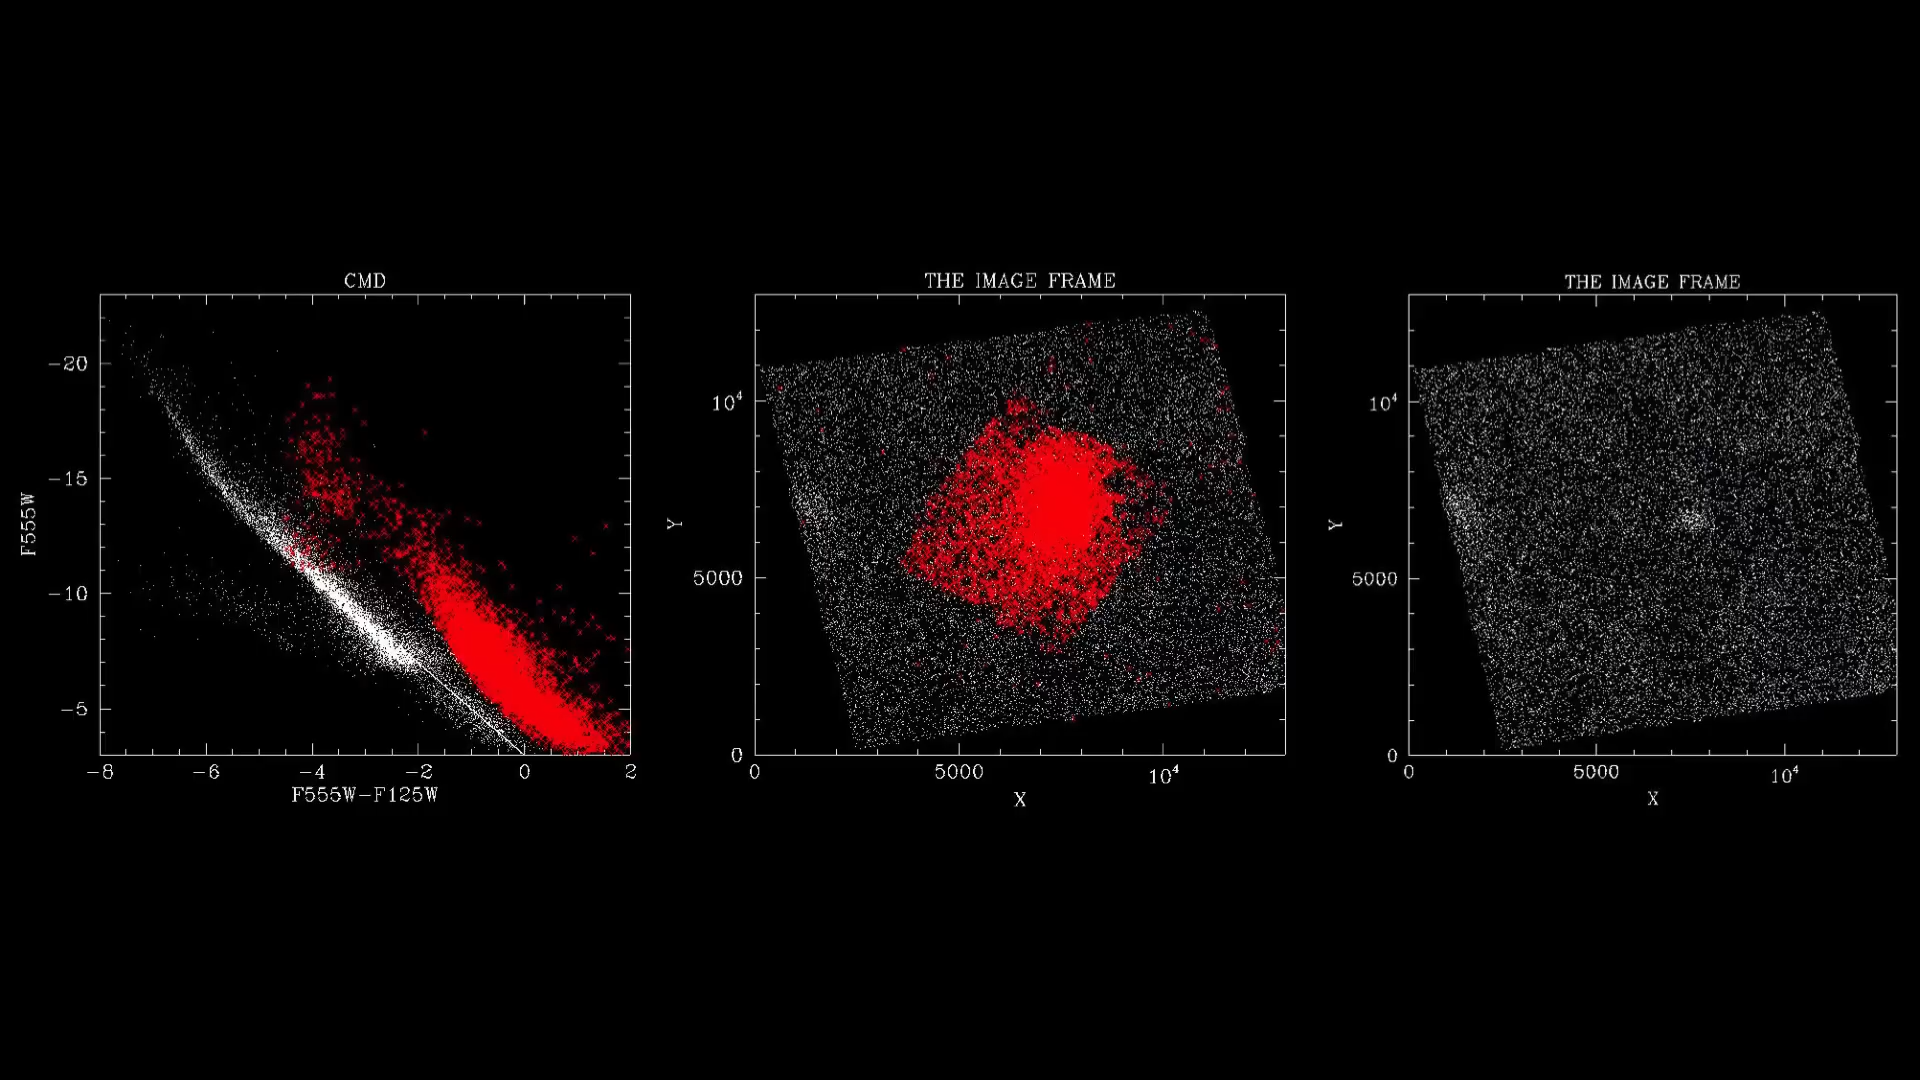 CMD
F555W
-20
-15
-10
-5
-8 -6 -4 -2 0 2
F555W-F125W
THE IMAGE FRAME
Y
10⁴
5000
0
0 5000 10⁴
X
THE IMAGE FRAME
Y
10⁴
5000
0
0 5000 10⁴
X